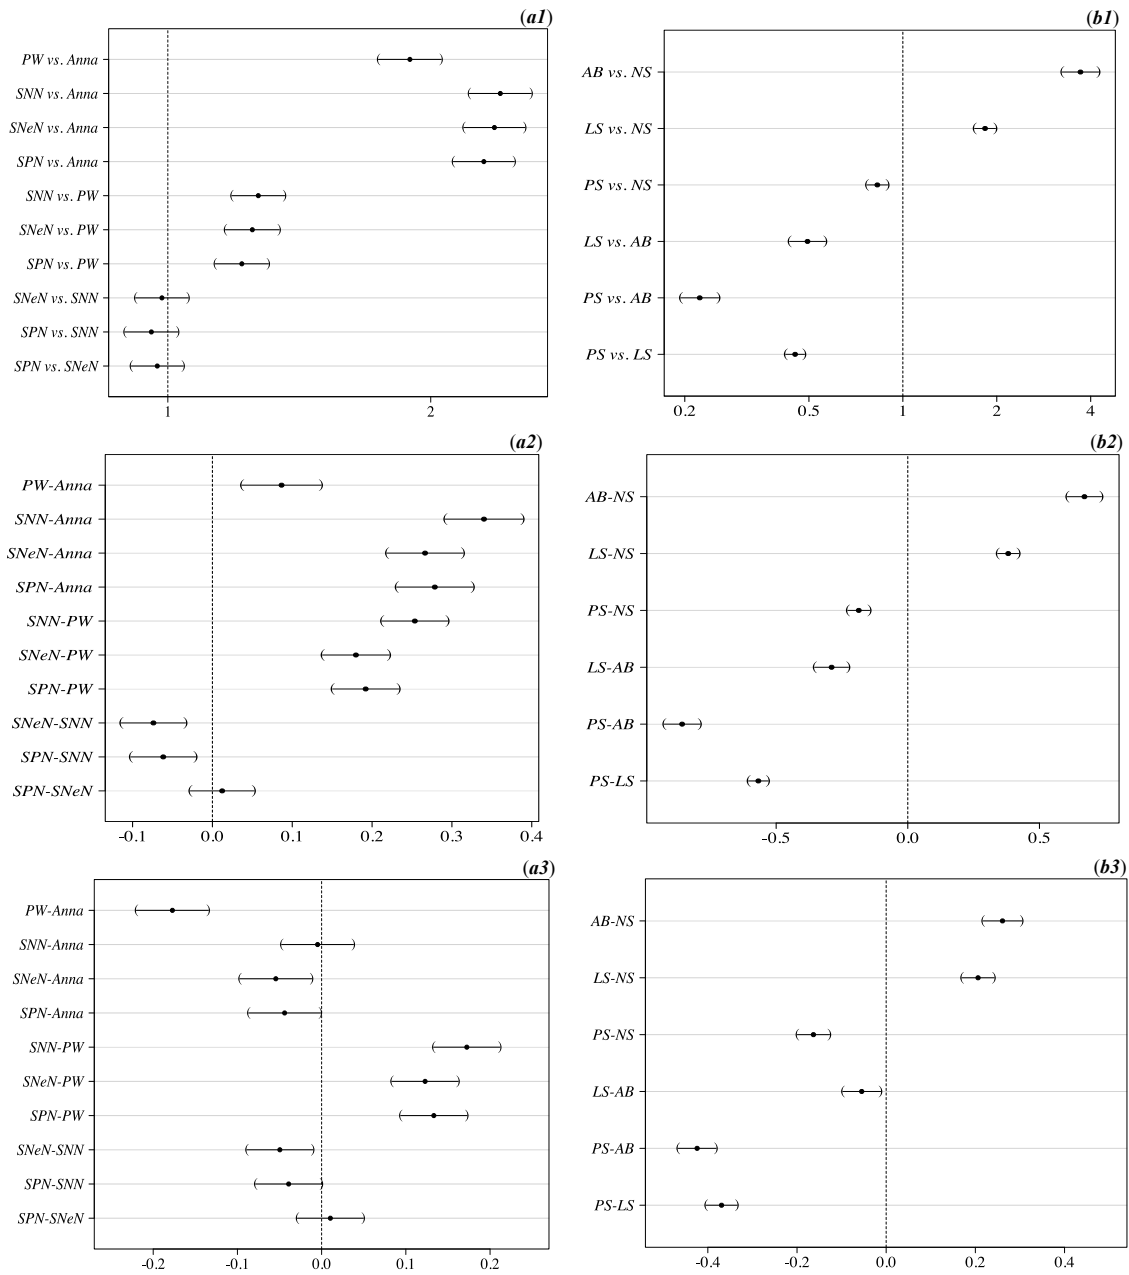 (a1)
PW vs. Anna
SNN vs. Anna
SNeN vs. Anna
SPN vs. Anna
SNN vs. PW
SNeN vs. PW
SPN vs. PW
SNeN vs. SNN
SPN vs. SNN
SPN vs. SNeN
1 2
(b1)
AB vs. NS
LS vs. NS
PS vs. NS
LS vs. AB
PS vs. AB
PS vs. LS
0.2 0.5 1 2 4
(a2)
PW-Anna
SNN-Anna
SNeN-Anna
SPN-Anna
SNN-PW
SNeN-PW
SPN-PW
SNeN-SNN
SPN-SNN
SPN-SNeN
-0.1 0.0 0.1 0.2 0.3 0.4
(b2)
AB-NS
LS-NS
PS-NS
LS-AB
PS-AB
PS-LS
-0.5 0.0 0.5
(a3)
PW-Anna
SNN-Anna
SNeN-Anna
SPN-Anna
SNN-PW
SNeN-PW
SPN-PW
SNeN-SNN
SPN-SNN
SPN-SNeN
-0.2 -0.1 0.0 0.1 0.2
(b3)
AB-NS
LS-NS
PS-NS
LS-AB
PS-AB
PS-LS
-0.4 -0.2 0.0 0.2 0.4